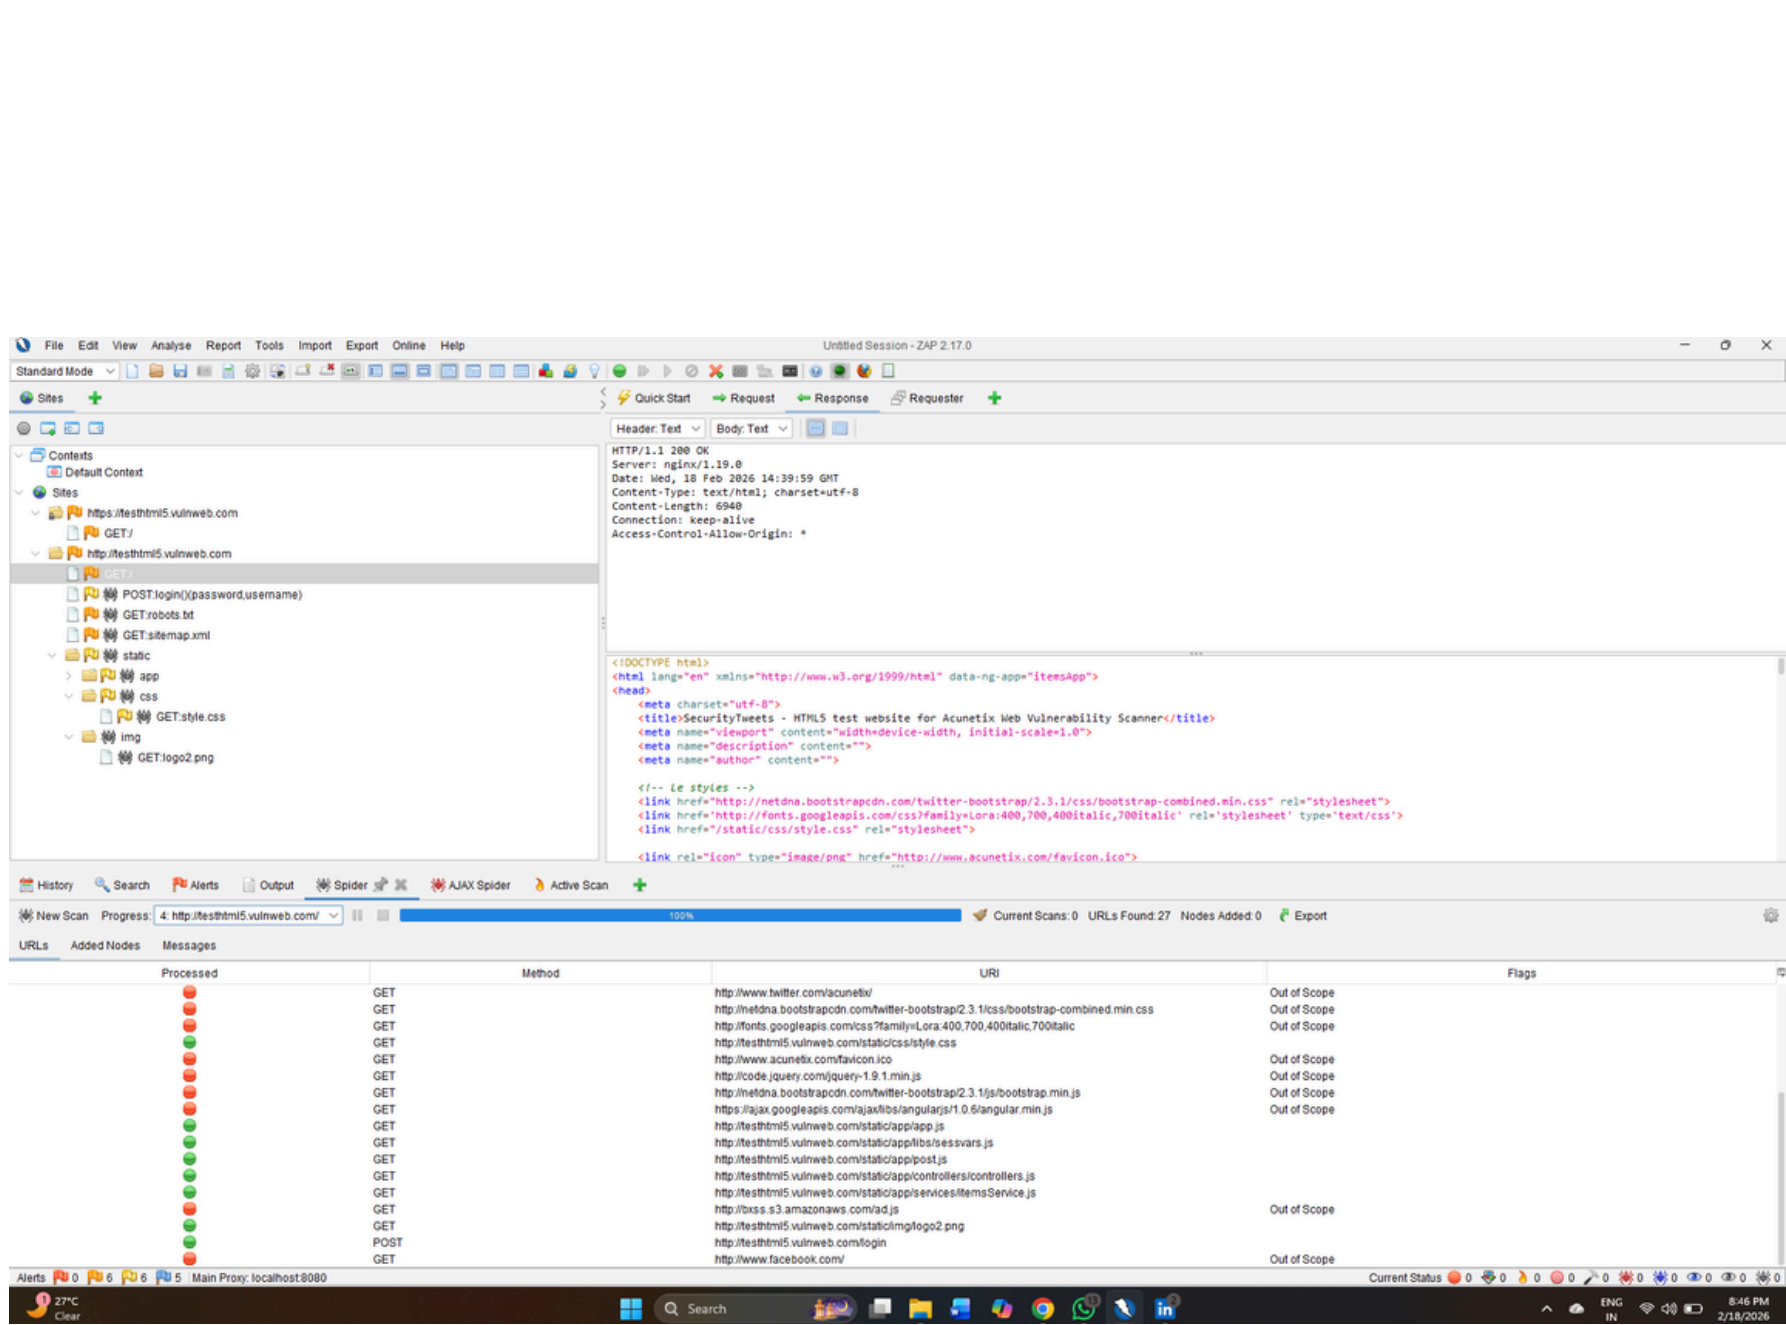 File Edit View Analyse Report Tools Import Export Online Help
Untitled Session - ZAP 2.17.0
Standard Mode
Sites
Quick Start Request Response Requester
Header: Text Body: Text
Contexts
Default Context
Sites
https://testhtml5.vulnweb.com
GET:/
http://testhtml5.vulnweb.com
GET:/
POST:login()(password,username)
GET:robots.txt
GET:sitemap.xml
static
app
css
GET:style.css
img
GET:logo2.png
HTTP/1.1 200 OK
Server: nginx/1.19.0
Date: Wed, 18 Feb 2026 14:39:59 GMT
Content-Type: text/html; charset=utf-8
Content-Length: 6940
Connection: keep-alive
Access-Control-Allow-Origin: *
<!DOCTYPE html>
<html lang="en" xmlns="http://www.w3.org/1999/html" data-ng-app="itemsApp">
<head>
<meta charset="utf-8">
<title>SecurityTweets - HTML5 test website for Acunetix Web Vulnerability Scanner</title>
<meta name="viewport" content="width=device-width, initial-scale=1.0">
<meta name="description" content="">
<meta name="author" content="">
<!-- Le styles -->
<link href="http://netdna.bootstrapcdn.com/twitter-bootstrap/2.3.1/css/bootstrap-combined.min.css" rel="stylesheet">
<link href='http://fonts.googleapis.com/css?family=Lora:400,700,400italic,700italic' rel='stylesheet' type='text/css'>
<link href="/static/css/style.css" rel="stylesheet">
<link rel="icon" type="image/png" href="http://www.acunetix.com/favicon.ico">
History Search Alerts Output Spider AJAX Spider Active Scan
New Scan Progress: 4: http://testhtml5.vulnweb.com/ 100% Current Scans: 0 URLs Found: 27 Nodes Added: 0 Export
URLs Added Nodes Messages
Processed Method URI Flags
GET http://www.twitter.com/acunetix/ Out of Scope
GET http://netdna.bootstrapcdn.com/twitter-bootstrap/2.3.1/css/bootstrap-combined.min.css Out of Scope
GET http://fonts.googleapis.com/css?family=Lora:400,700,400italic,700italic Out of Scope
GET http://testhtml5.vulnweb.com/static/css/style.css
GET http://www.acunetix.com/favicon.ico Out of Scope
GET http://code.jquery.com/jquery-1.9.1.min.js Out of Scope
GET http://netdna.bootstrapcdn.com/twitter-bootstrap/2.3.1/js/bootstrap.min.js Out of Scope
GET https://ajax.googleapis.com/ajax/libs/angularjs/1.0.6/angular.min.js Out of Scope
GET http://testhtml5.vulnweb.com/static/app/app.js
GET http://testhtml5.vulnweb.com/static/app/libs/sessvars.js
GET http://testhtml5.vulnweb.com/static/app/post.js
GET http://testhtml5.vulnweb.com/static/app/controllers/controllers.js
GET http://testhtml5.vulnweb.com/static/app/services/itemsService.js
GET http://bxss.s3.amazonaws.com/ad.js Out of Scope
GET http://testhtml5.vulnweb.com/static/img/logo2.png
POST http://testhtml5.vulnweb.com/login
GET http://www.facebook.com/ Out of Scope
Alerts 0 6 6 5 Main Proxy: localhost:8080 Current Status 0 0 0 0 0 0 0 0 0 0
1 27°C
Clear
Search
13
2
ENG
IN
8:46 PM
2/18/2026